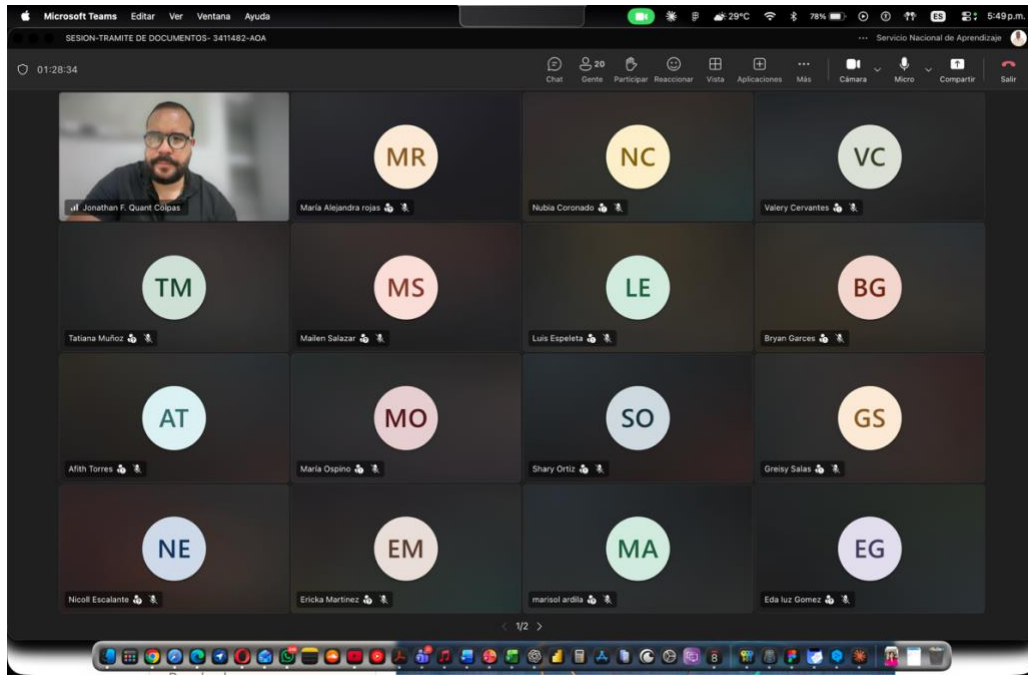 Microsoft Teams Editar Ver Ventana Ayuda 29°C 78% ES 5:49 p.m.
SESION-TRAMITE DE DOCUMENTOS- 3411482-AOA ... Servicio Nacional de Aprendizaje
01:28:34 20
Chat Gente Participar Reaccionar Vista Aplicaciones Más Cámara Micro Compartir Salir
MR NC VC
Jonathan F. Quant Colpas María Alejandra rojas Nubia Coronado Valery Cervantes
TM MS LE BG
Tatiana Muñoz Mailen Salazar Luis Espeleta Bryan Garces
AT MO SO GS
Afith Torres María Ospino Shary Ortiz Greisy Salas
NE EM MA EG
Nicoll Escalante Ericka Martinez marisol ardila Eda luz Gomez
< 1/2 >
8